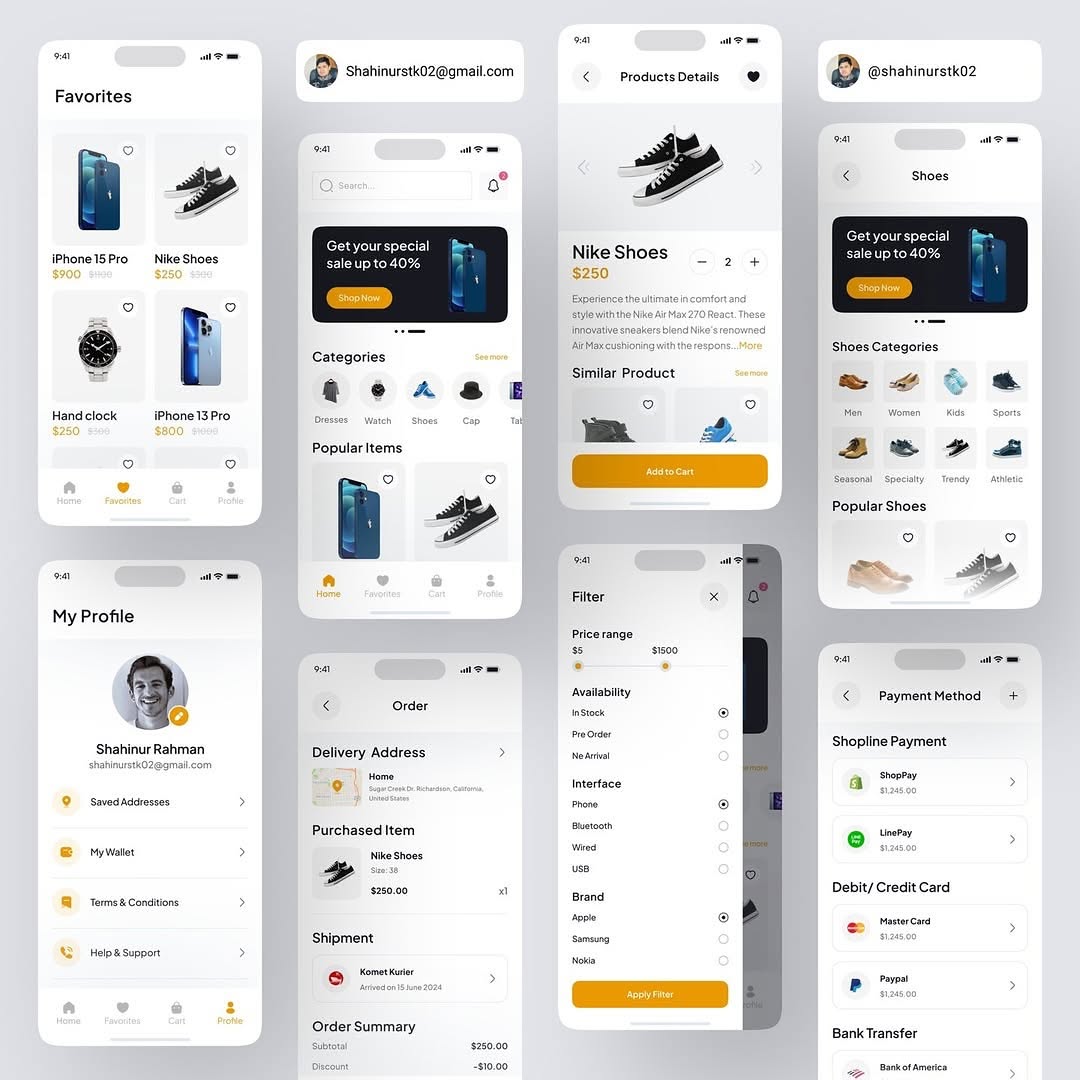 9:41
Favorites
iPhone 15 Pro
$900 $1100
Nike Shoes
$250 $300
Hand clock
$250 $300
iPhone 13 Pro
$800 $1000
Home
Favorites
Cart
Profile
9:41
My Profile
Shahinur Rahman
shahinurstk02@gmail.com
Saved Addresses
My Wallet
Terms & Conditions
Help & Support
Home
Favorites
Cart
Profile
Shahinurstk02@gmail.com
9:41
Search...
2
Get your special
sale up to 40%
Shop Now
Categories
See more
Dresses
Watch
Shoes
Cap
Tab
Popular Items
Home
Favorites
Cart
Profile
9:41
Order
Delivery Address
Home
Sugar Creek Dr. Richardson, California,
United States
Purchased Item
Nike Shoes
Size: 38
$250.00
x1
Shipment
Komet Kurier
Arrived on 15 June 2024
Order Summary
Subtotal
$250.00
Discount
-$10.00
9:41
Products Details
Nike Shoes
$250
2
Experience the ultimate in comfort and
style with the Nike Air Max 270 React. These
innovative sneakers blend Nike's renowned
Air Max cushioning with the respons...More
Similar Product
See more
Add to Cart
9:41
Filter
2
Price range
$5
$1500
Availability
In Stock
Pre Order
Ne Arrival
Interface
Phone
Bluetooth
Wired
USB
Brand
Apple
Samsung
Nokia
Apply Filter
@shahinurstk02
9:41
Shoes
Get your special
sale up to 40%
Shop Now
Shoes Categories
Men
Women
Kids
Sports
Seasonal
Specialty
Trendy
Athletic
Popular Shoes
9:41
Payment Method
Shopline Payment
ShopPay
$1,245.00
LINE
Pay
LinePay
$1,245.00
Debit/ Credit Card
Master Card
$1,245.00
Paypal
$1,245.00
Bank Transfer
Bank of America